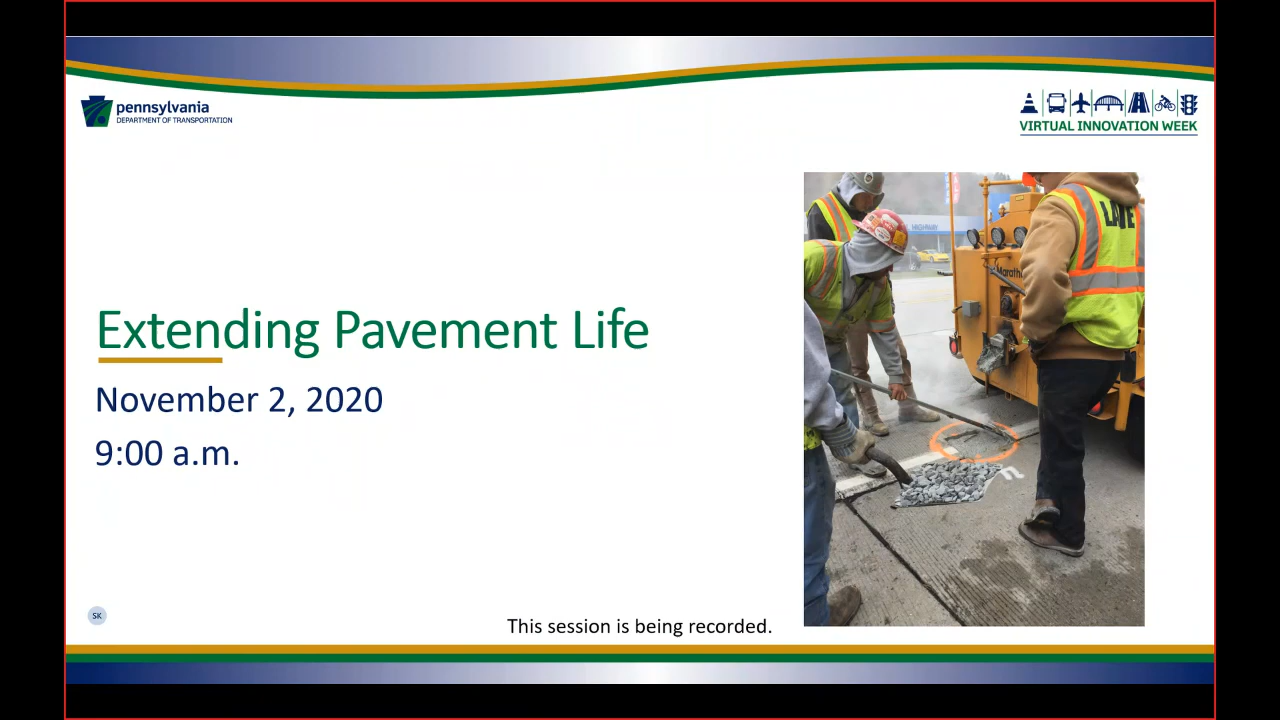 pennsylvania
DEPARTMENT OF TRANSPORTATION
VIRTUAL INNOVATION WEEK
Extending Pavement Life
November 2, 2020
9:00 a.m.
SK
This session is being recorded.